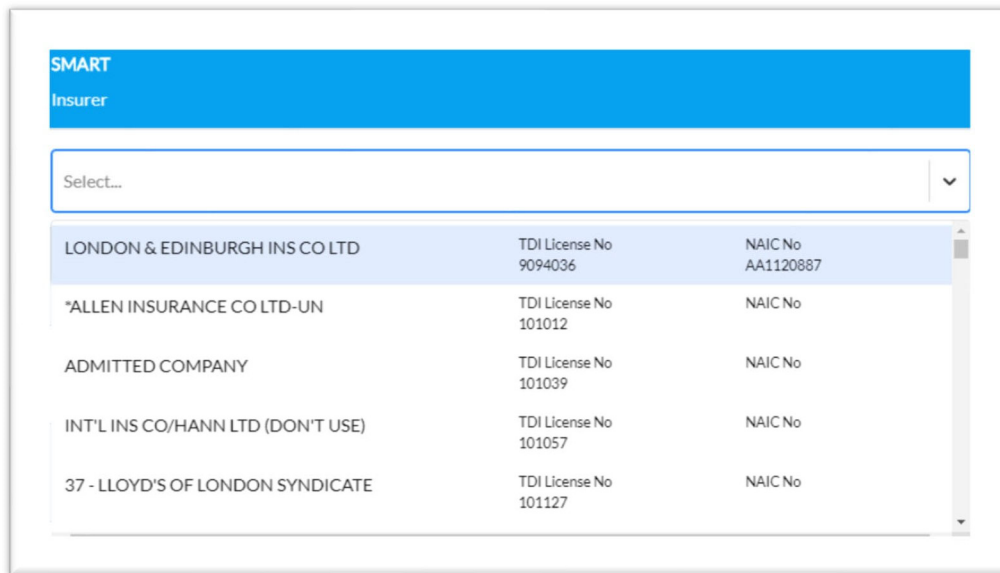 SMART
Insurer
Select...
LONDON & EDINBURGH INS CO LTD TDI License No NAIC No
9094036 AA1120887
"ALLEN INSURANCE CO LTD-UN TDI License No NAIC No
101012
ADMITTED COMPANY TDI License No NAIC No
101039
INT'L INS CO/HANN LTD (DON'T USE) TDI License No NAIC No
101057
37 - LLOYD'S OF LONDON SYNDICATE TDI License No NAIC No
101127